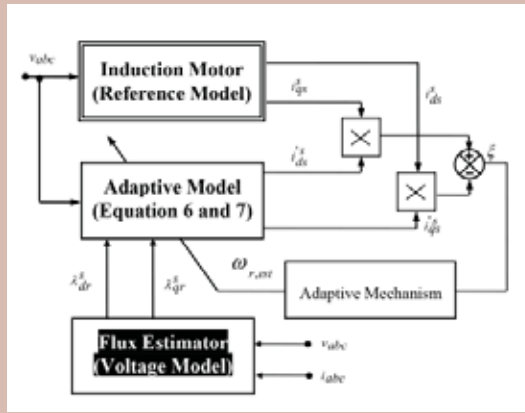 v_abc
Induction Motor
(Reference Model)
i^s_qs
i^s_ds
ξ
Adaptive Model
(Equation 6 and 7)
i'^s_ds
i'^s_qs
λ^s_dr
λ^s_qr
ω_r,est
Adaptive Mechanism
Flux Estimator
(Voltage Model)
v_abc
i_abc